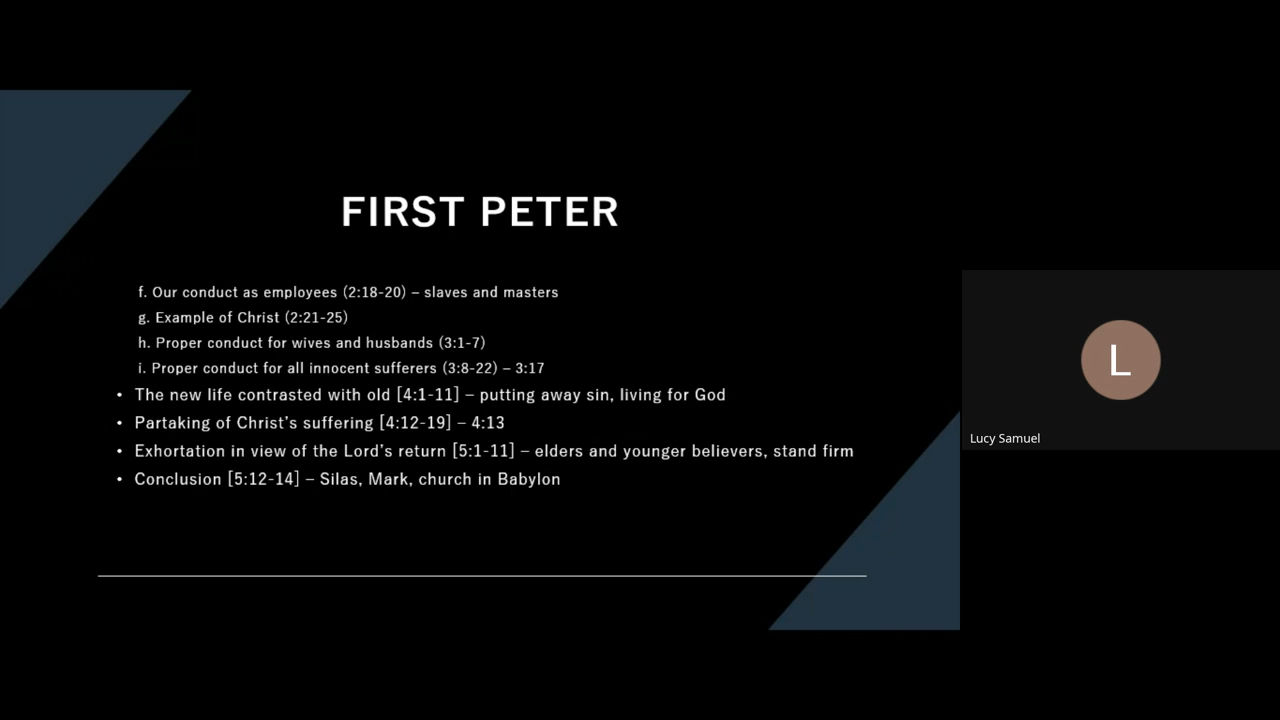 FIRST PETER
f. Our conduct as employees (2:18-20) – slaves and masters
g. Example of Christ (2:21-25)
h. Proper conduct for wives and husbands (3:1-7)
i. Proper conduct for all innocent sufferers (3:8-22) – 3:17
• The new life contrasted with old [4:1-11] – putting away sin, living for God
• Partaking of Christ's suffering [4:12-19] – 4:13
• Exhortation in view of the Lord's return [5:1-11] – elders and younger believers, stand firm
• Conclusion [5:12-14] – Silas, Mark, church in Babylon
L
Lucy Samuel